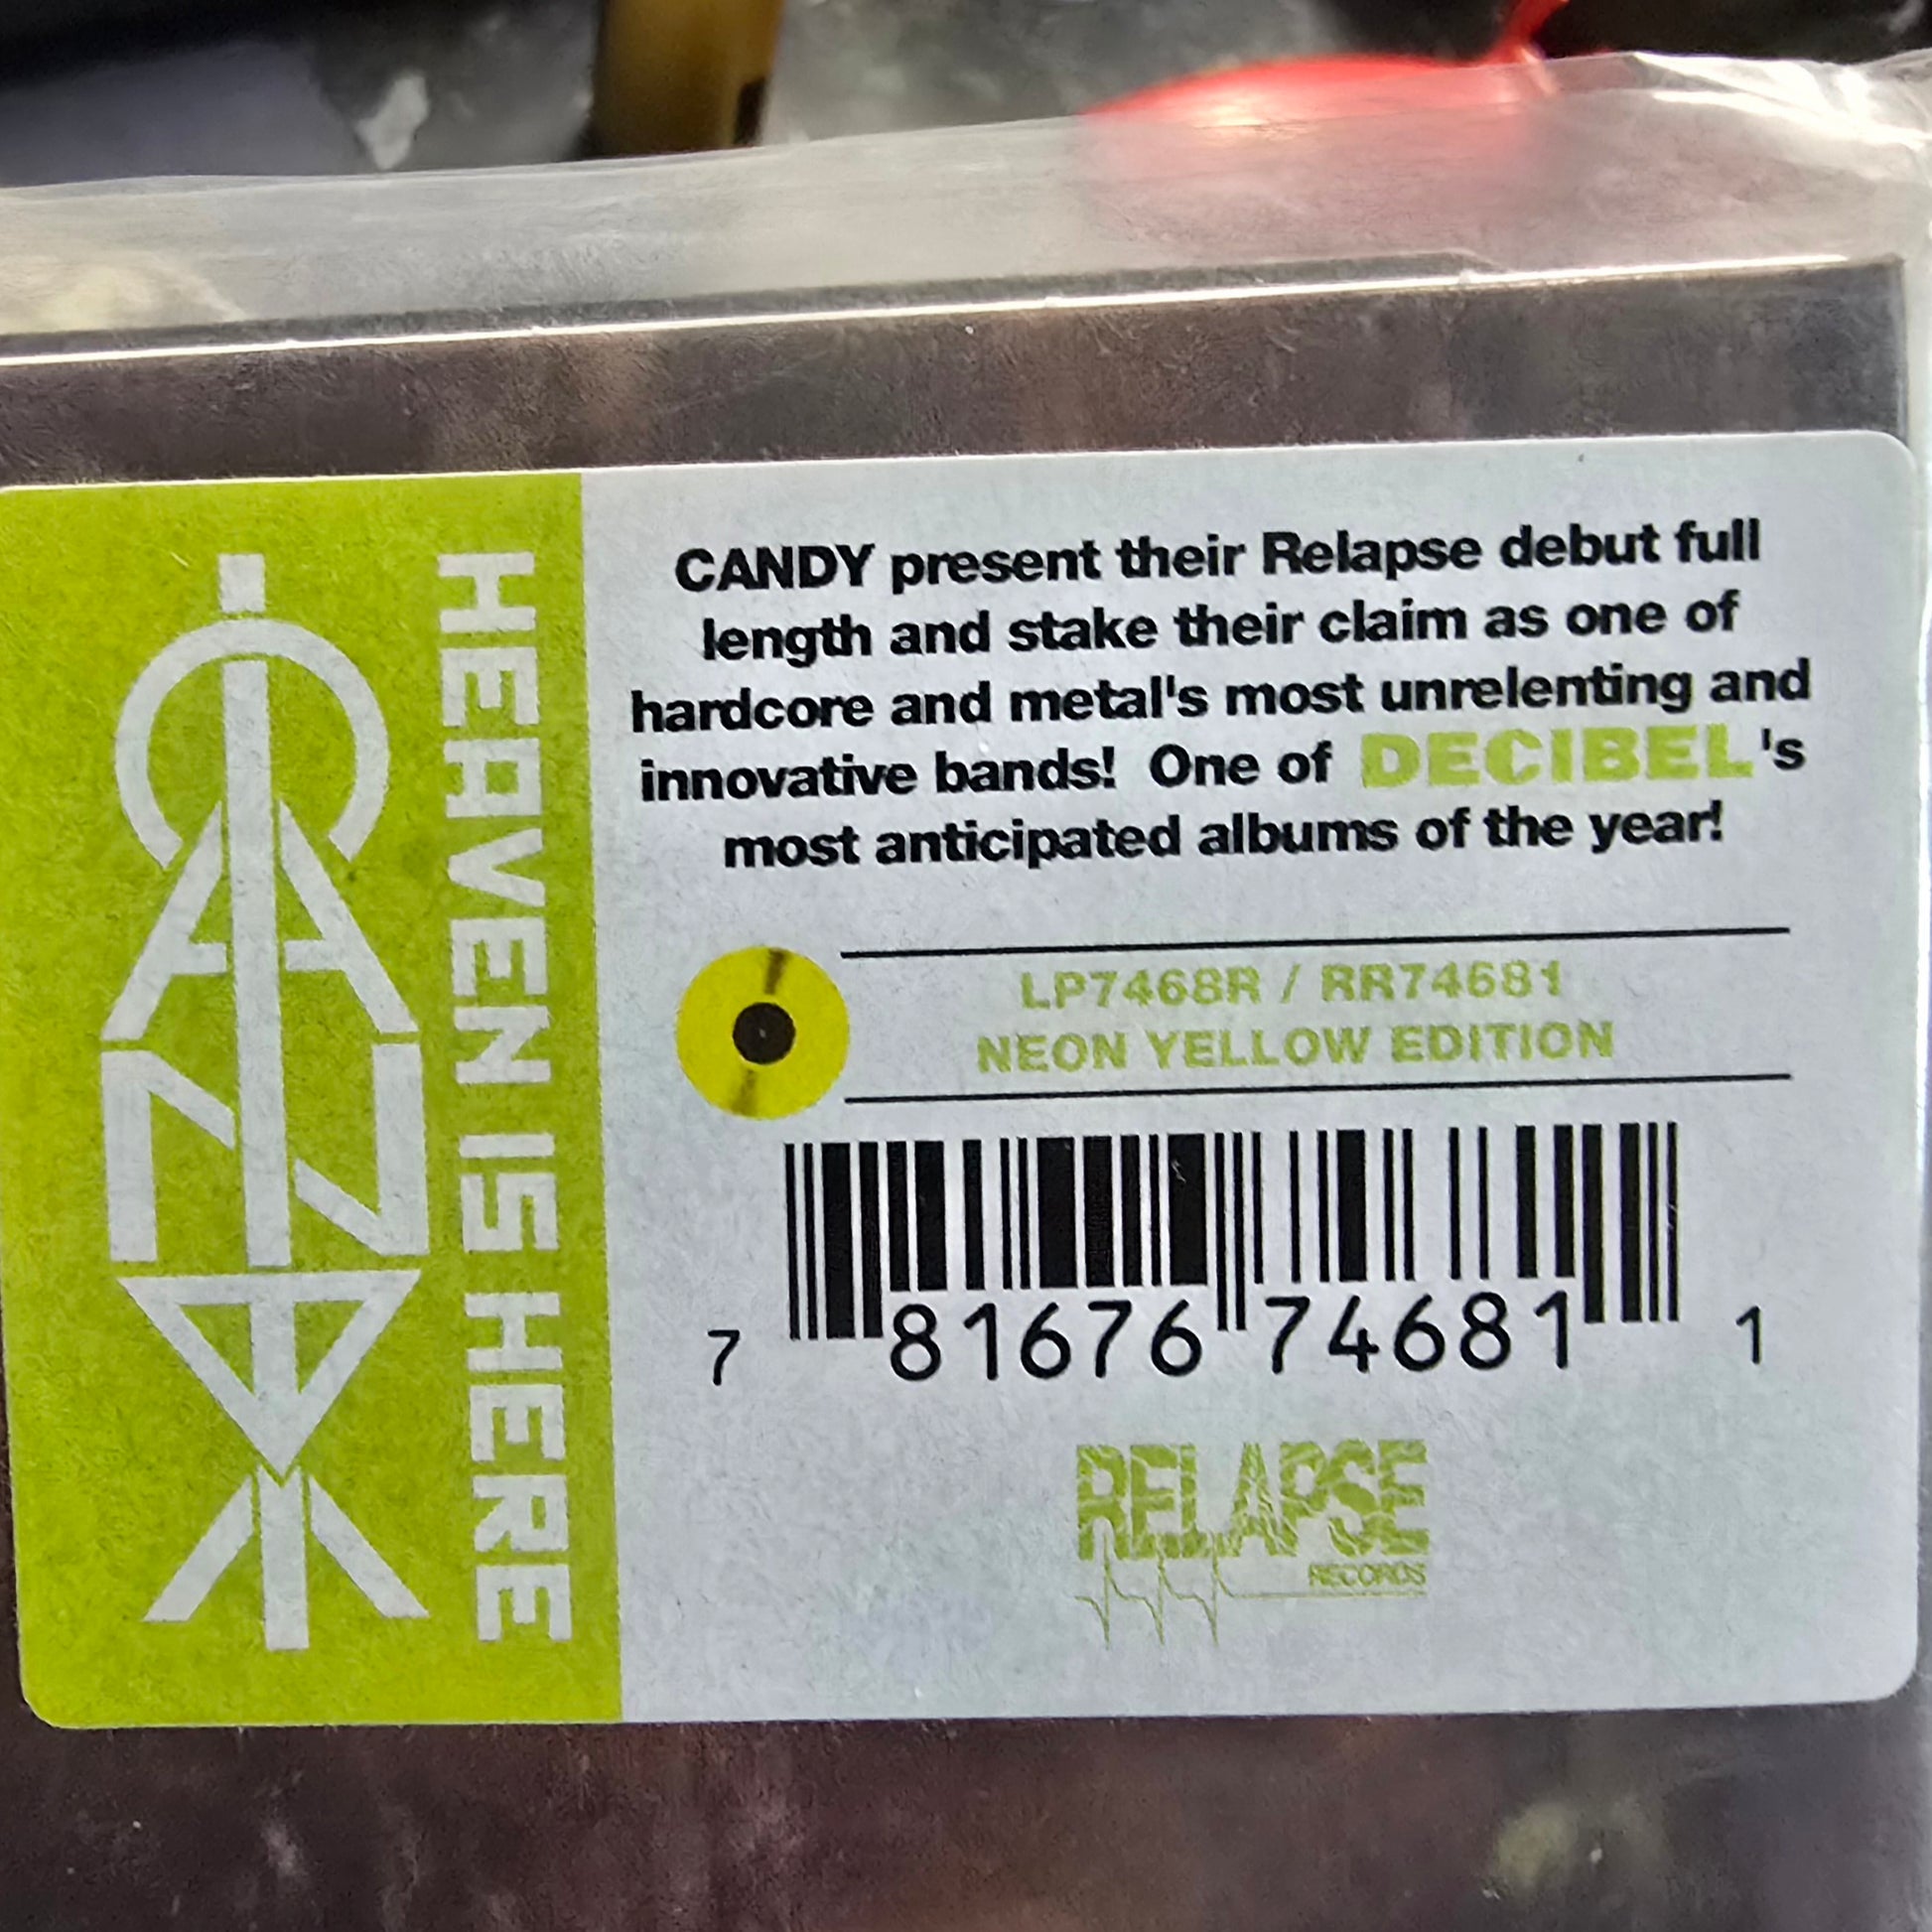 CANDY
HEAVEN IS HERE
CANDY present their Relapse debut full
length and stake their claim as one of
hardcore and metal's most unrelenting and
innovative bands! One of DECIBEL's
most anticipated albums of the year!
LP7468R / RR74681
NEON YELLOW EDITION
7 81676 74681 1
RELAPSE
RECORDS